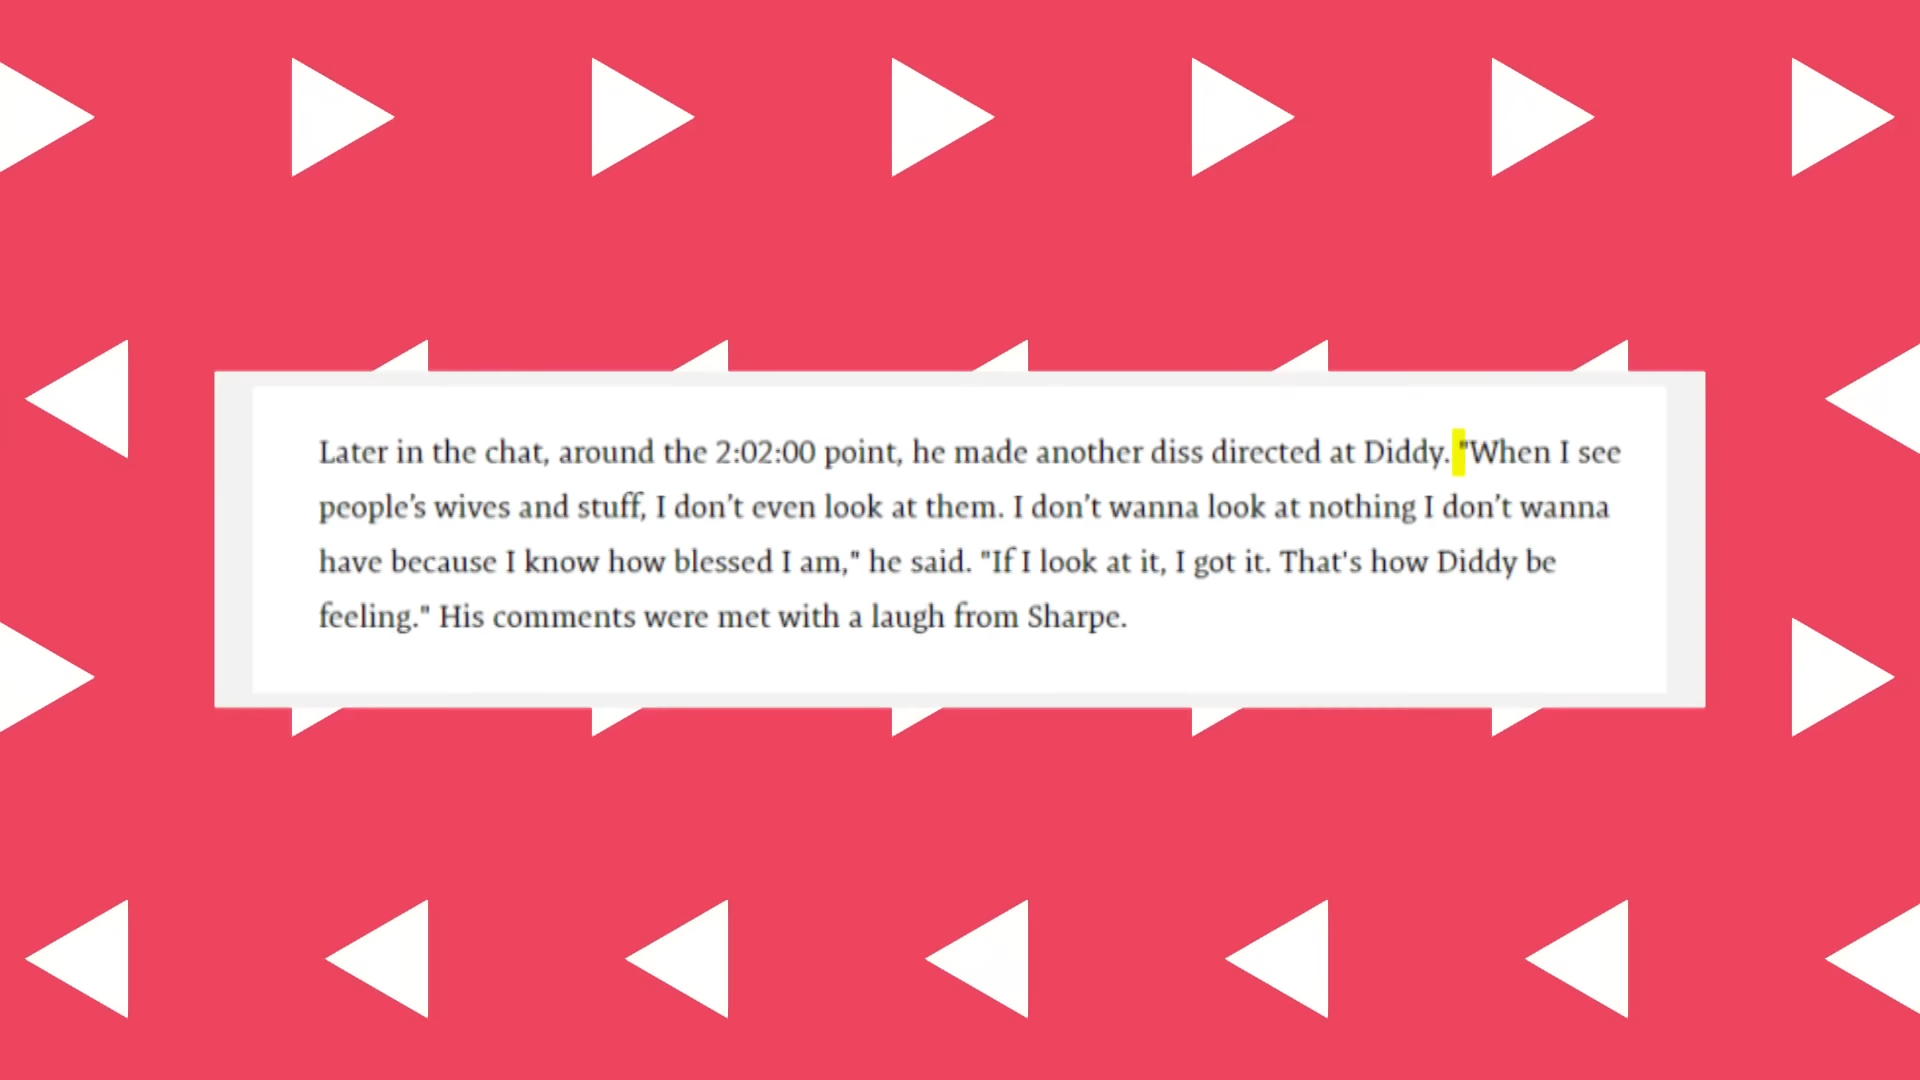 Later in the chat, around the 2:02:00 point, he made another diss directed at Diddy. "When I see
people's wives and stuff, I don't even look at them. I don't wanna look at nothing I don't wanna
have because I know how blessed I am," he said. "If I look at it, I got it. That's how Diddy be
feeling." His comments were met with a laugh from Sharpe.